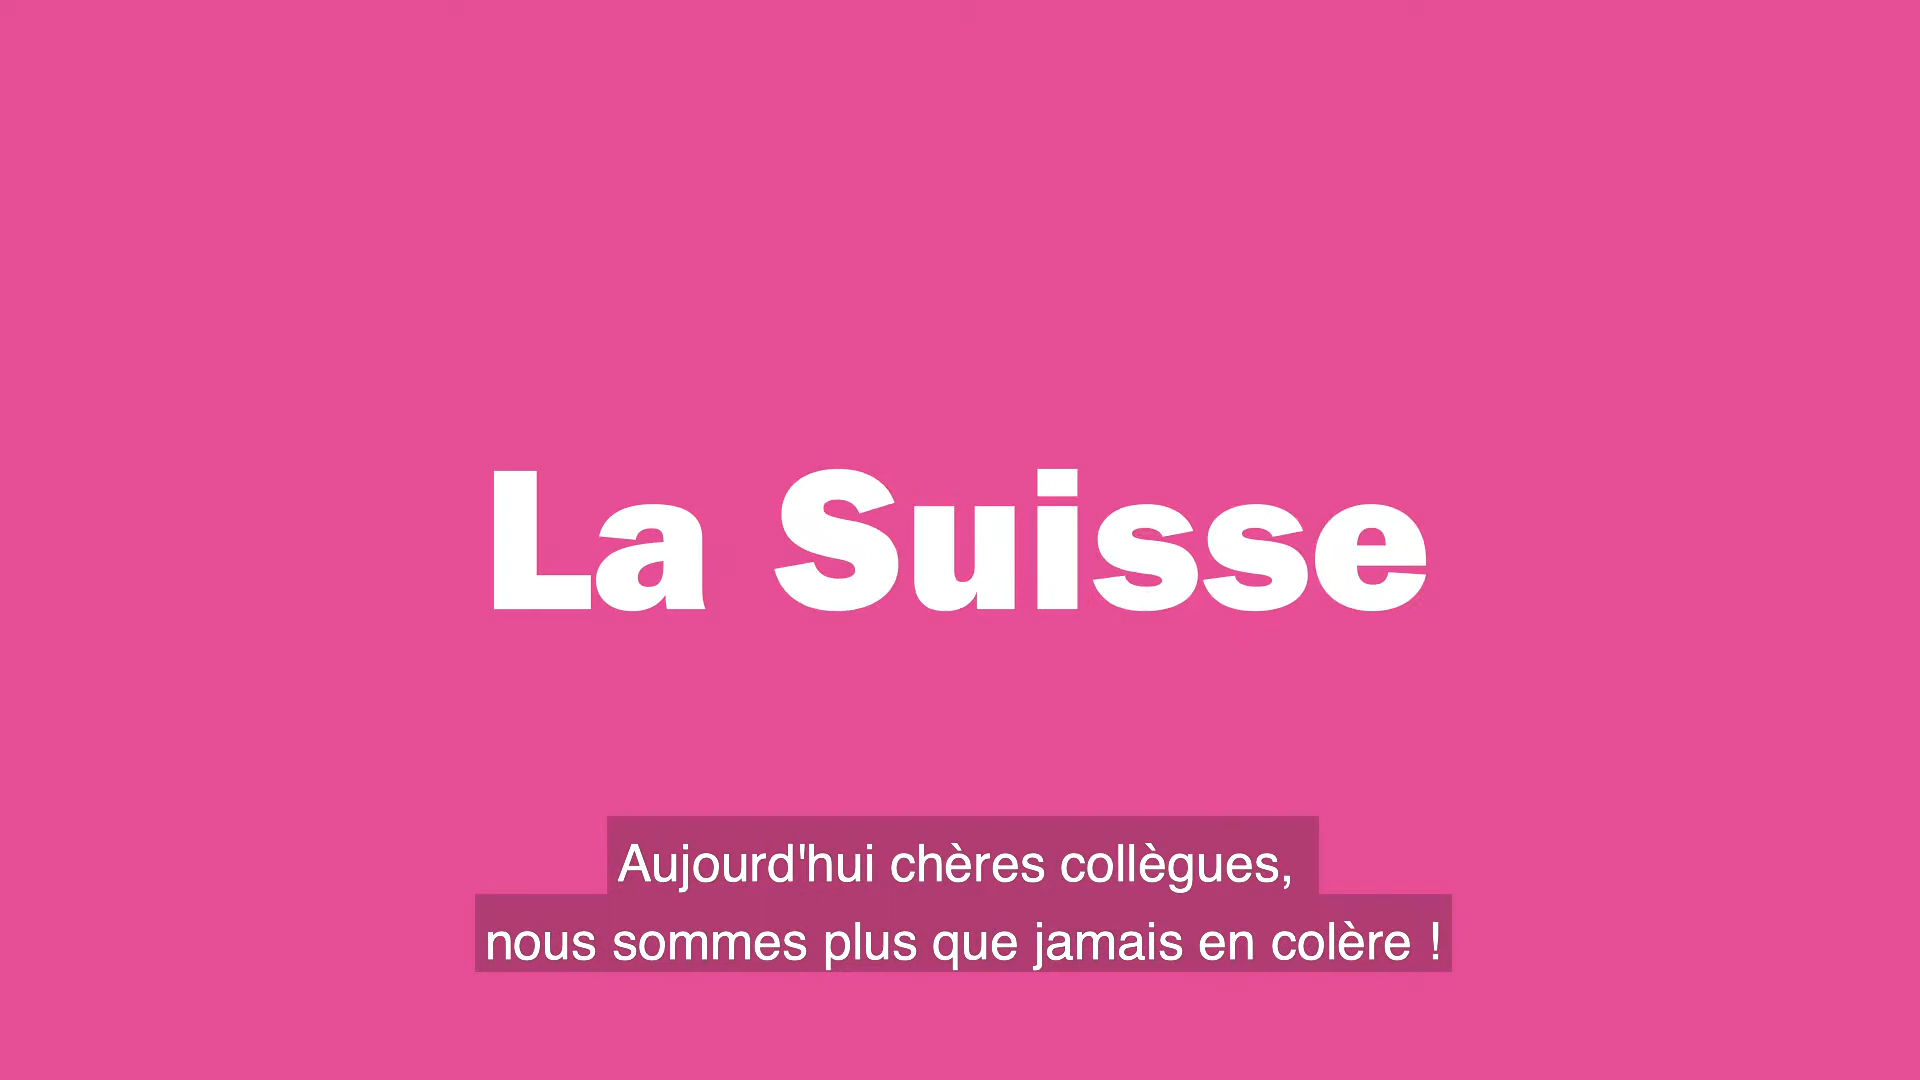 La Suisse
Aujourd'hui chères collègues,
nous sommes plus que jamais en colère !